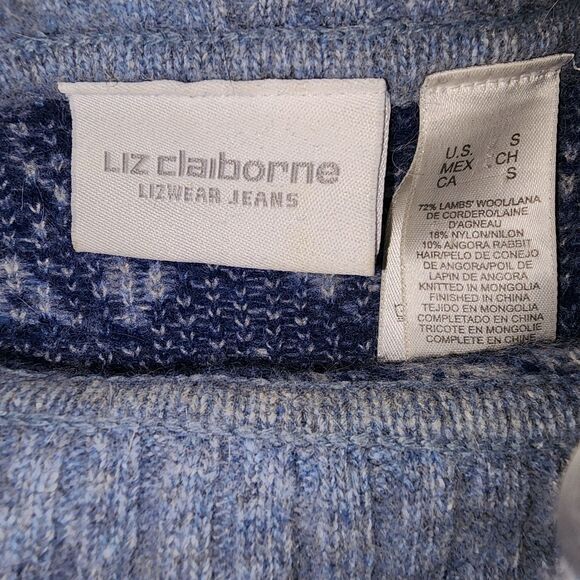 Liz claiborne
LIZWEAR JEANS
U.S. S
MEX CH
CA S
72% LAMBS' WOOL/LANA
DE CORDERO/LAINE
D'AGNEAU
18% NYLON/NILON
10% ANGORA RABBIT
HAIR/PELO DE CONEJO
DE ANGORA/POIL DE
LAPIN DE ANGORA
KNITTED IN MONGOLIA
FINISHED IN CHINA
TEJIDO EN MONGOLIA
COMPLETADO EN CHINA
TRICOTE EN MONGOLIE
COMPLETADO EN CHINA